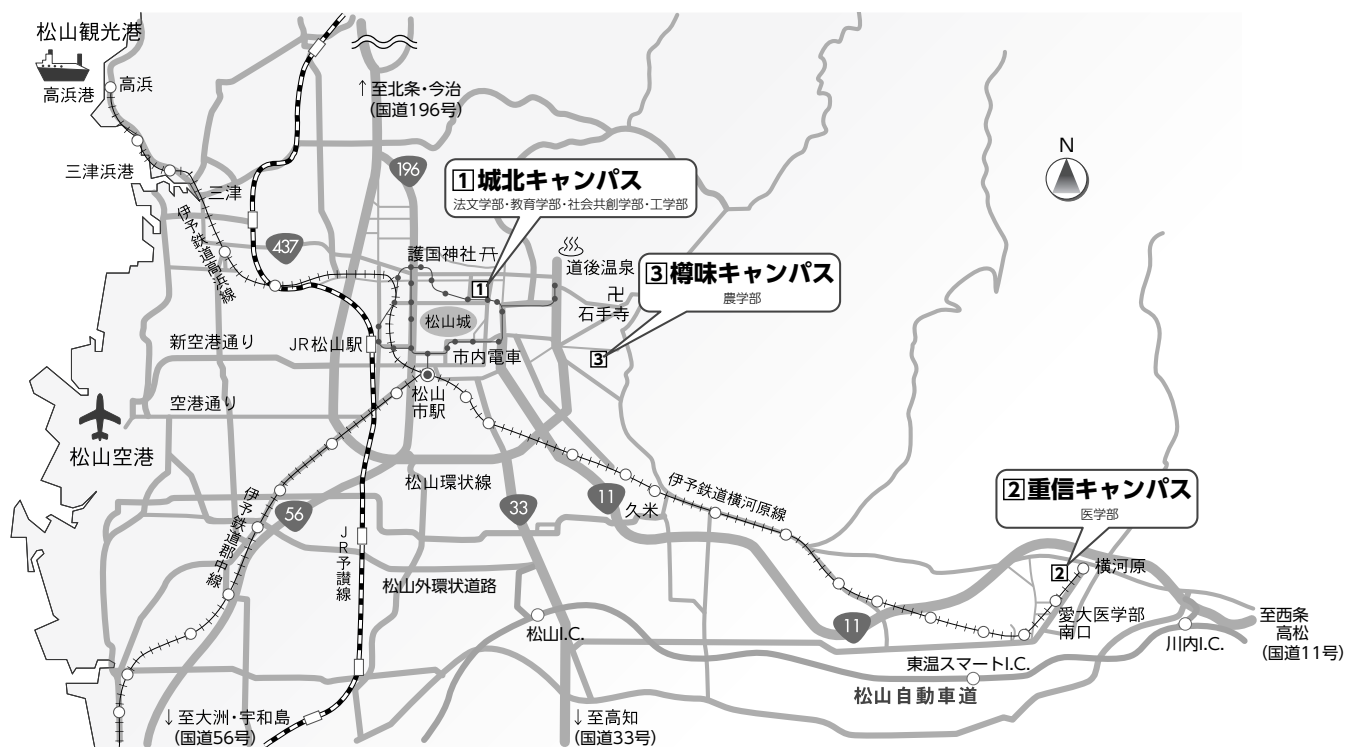 松山観光港
高浜
高浜港
↑至北条・今治
(国道196号)
N
三津浜港
196
1城北キャンパス
法文学部・教育学部・社会共創学部・工学部
三津
伊予鉄道高浜線
437
護国神社
道後温泉
3樽味キャンパス
農学部
1
石手寺
松山城
新空港通り
JR松山駅
市内電車
3
松山
市駅
空港通り
松山空港
松山環状線
伊予鉄道横河原線
2重信キャンパス
医学部
伊予鉄道郡中線
56
33
11
久米
JR予讃線
松山外環状道路
2
横河原
愛大医学部
南口
11
松山I.C.
至西条
高松
(国道11号)
川内I.C.
東温スマートI.C.
松山自動車道
↓至大洲・宇和島
(国道56号)
↓至高知
(国道33号)